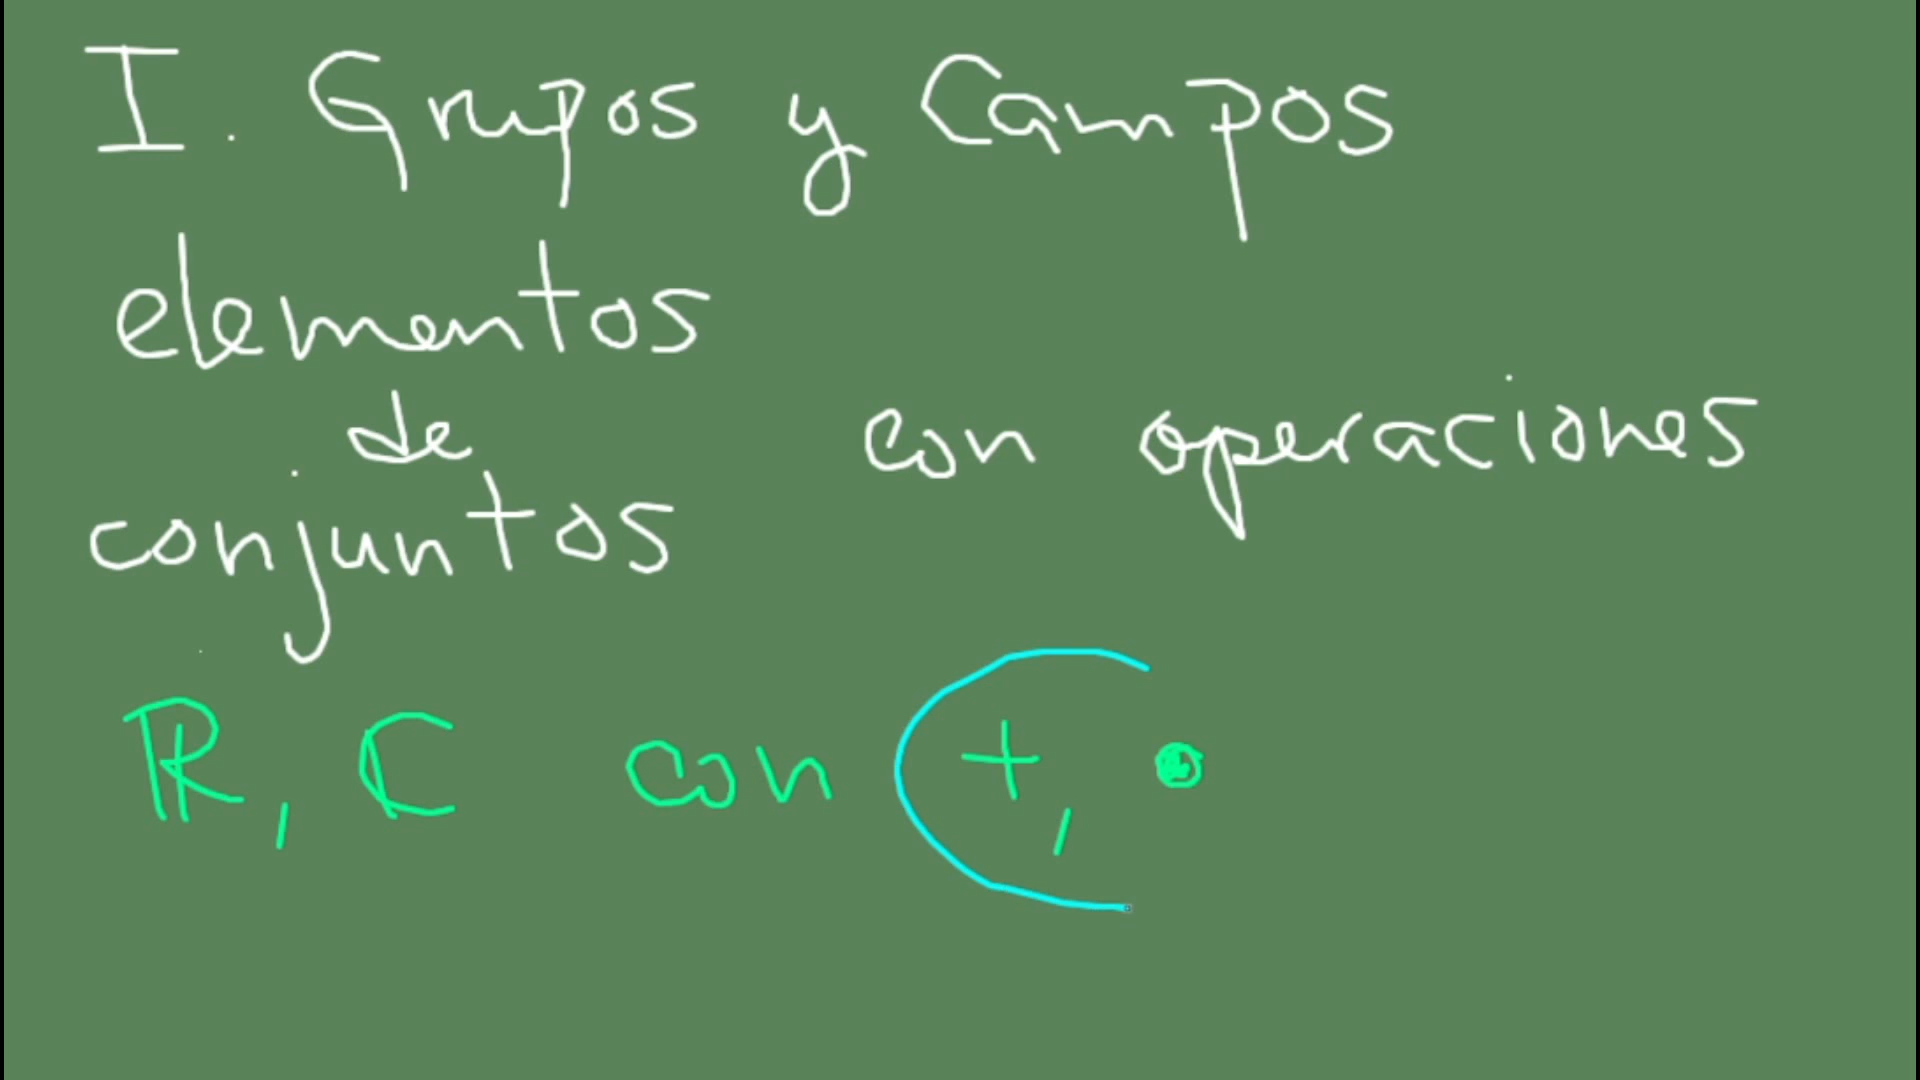 I. Grupos y Campos
elementos
de
conjuntos
con operaciones
ℝ, ℂ con +, •